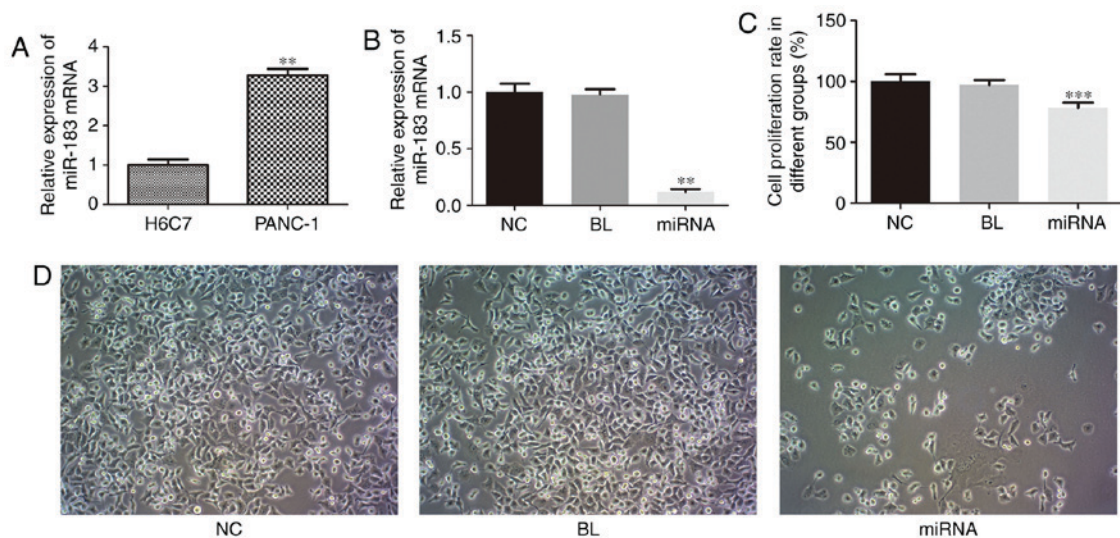 A
Relative expression of
miR-183 mRNA
4
3
2
1
0
**
H6C7
PANC-1
B
Relative expression of
miR-183 mRNA
1.5
1.0
0.5
0.0
**
NC
BL
miRNA
C
Cell proliferation rate in
different groups (%)
150
100
75
50
0
***
NC
BL
miRNA
D
NC
BL
miRNA